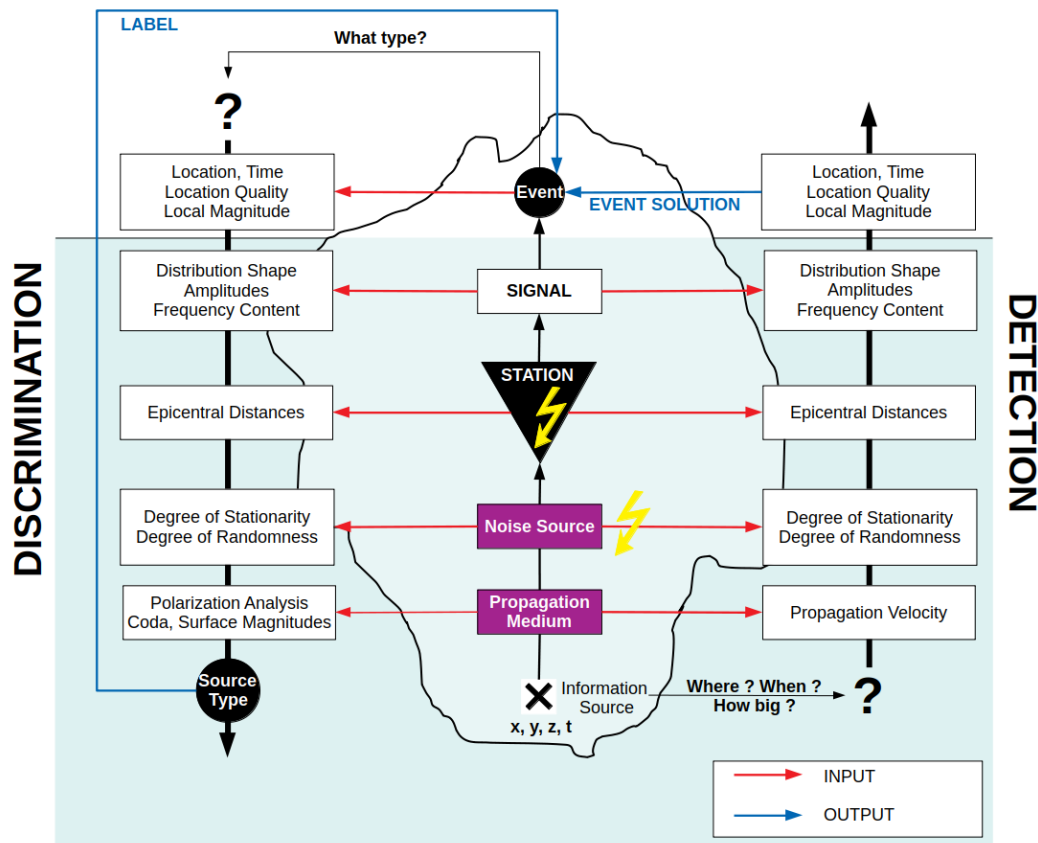 LABEL
What type?
?
Location, Time
Location Quality
Local Magnitude
Event
EVENT SOLUTION
Location, Time
Location Quality
Local Magnitude
DISCRIMINATION
Distribution Shape
Amplitudes
Frequency Content
SIGNAL
Distribution Shape
Amplitudes
Frequency Content
DETECTION
STATION
Epicentral Distances
Epicentral Distances
Degree of Stationarity
Degree of Randomness
Noise Source
Degree of Stationarity
Degree of Randomness
Polarization Analysis
Coda, Surface Magnitudes
Propagation
Medium
Propagation Velocity
Source
Type
Information
Source
x, y, z, t
Where ? When ?
How big ?
?
INPUT
OUTPUT